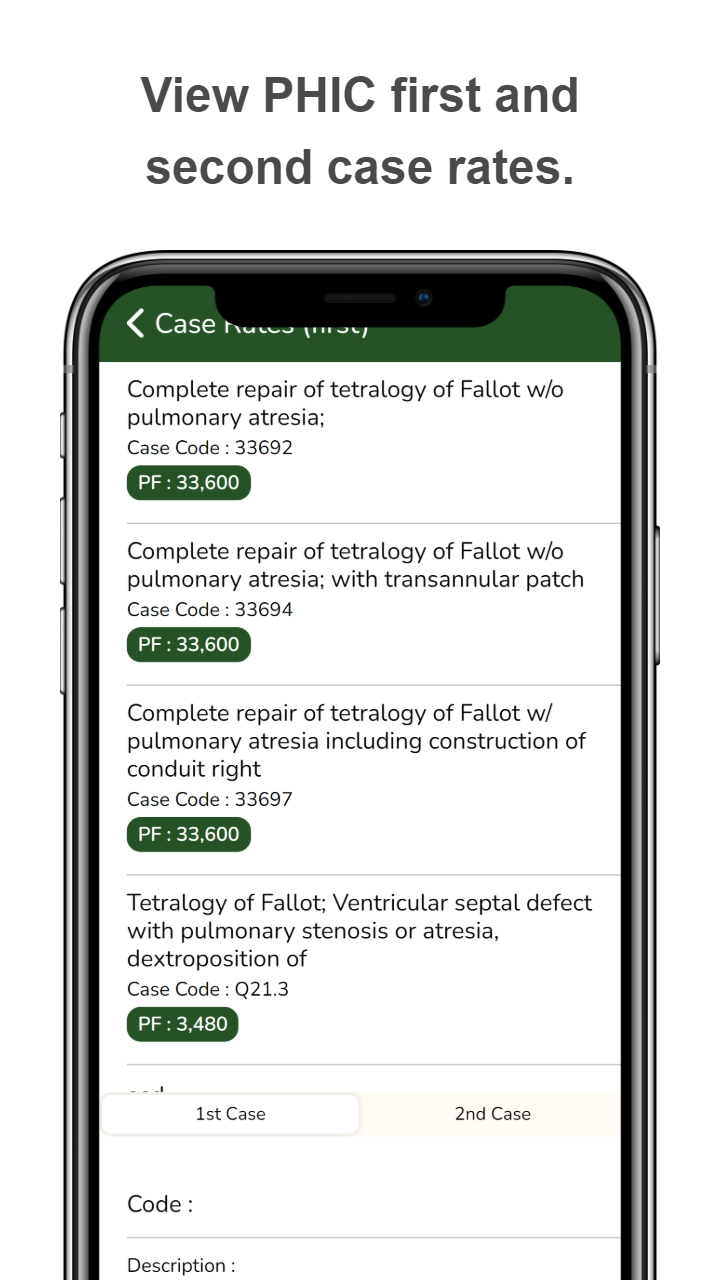 View PHIC first and
second case rates.
Case Rates (first)
Complete repair of tetralogy of Fallot w/o
pulmonary atresia;
Case Code : 33692
PF : 33,600
Complete repair of tetralogy of Fallot w/o
pulmonary atresia; with transannular patch
Case Code : 33694
PF : 33,600
Complete repair of tetralogy of Fallot w/
pulmonary atresia including construction of
conduit right
Case Code : 33697
PF : 33,600
Tetralogy of Fallot; Ventricular septal defect
with pulmonary stenosis or atresia,
dextroposition of
Case Code : Q21.3
PF : 3,480
1st Case
2nd Case
Code :
Description :